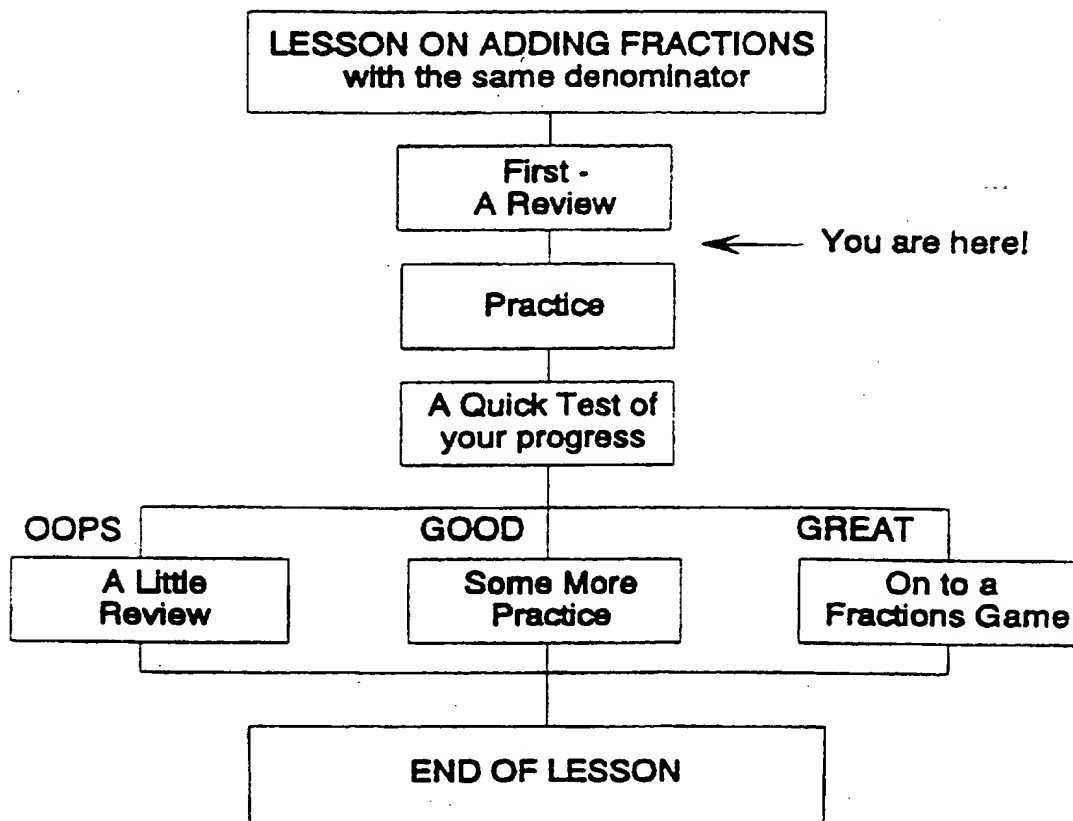 LESSON ON ADDING FRACTIONS
with the same denominator
First -
A Review
You are here!
Practice
A Quick Test of
your progress
OOPS
GOOD
GREAT
A Little
Review
Some More
Practice
On to a
Fractions Game
END OF LESSON